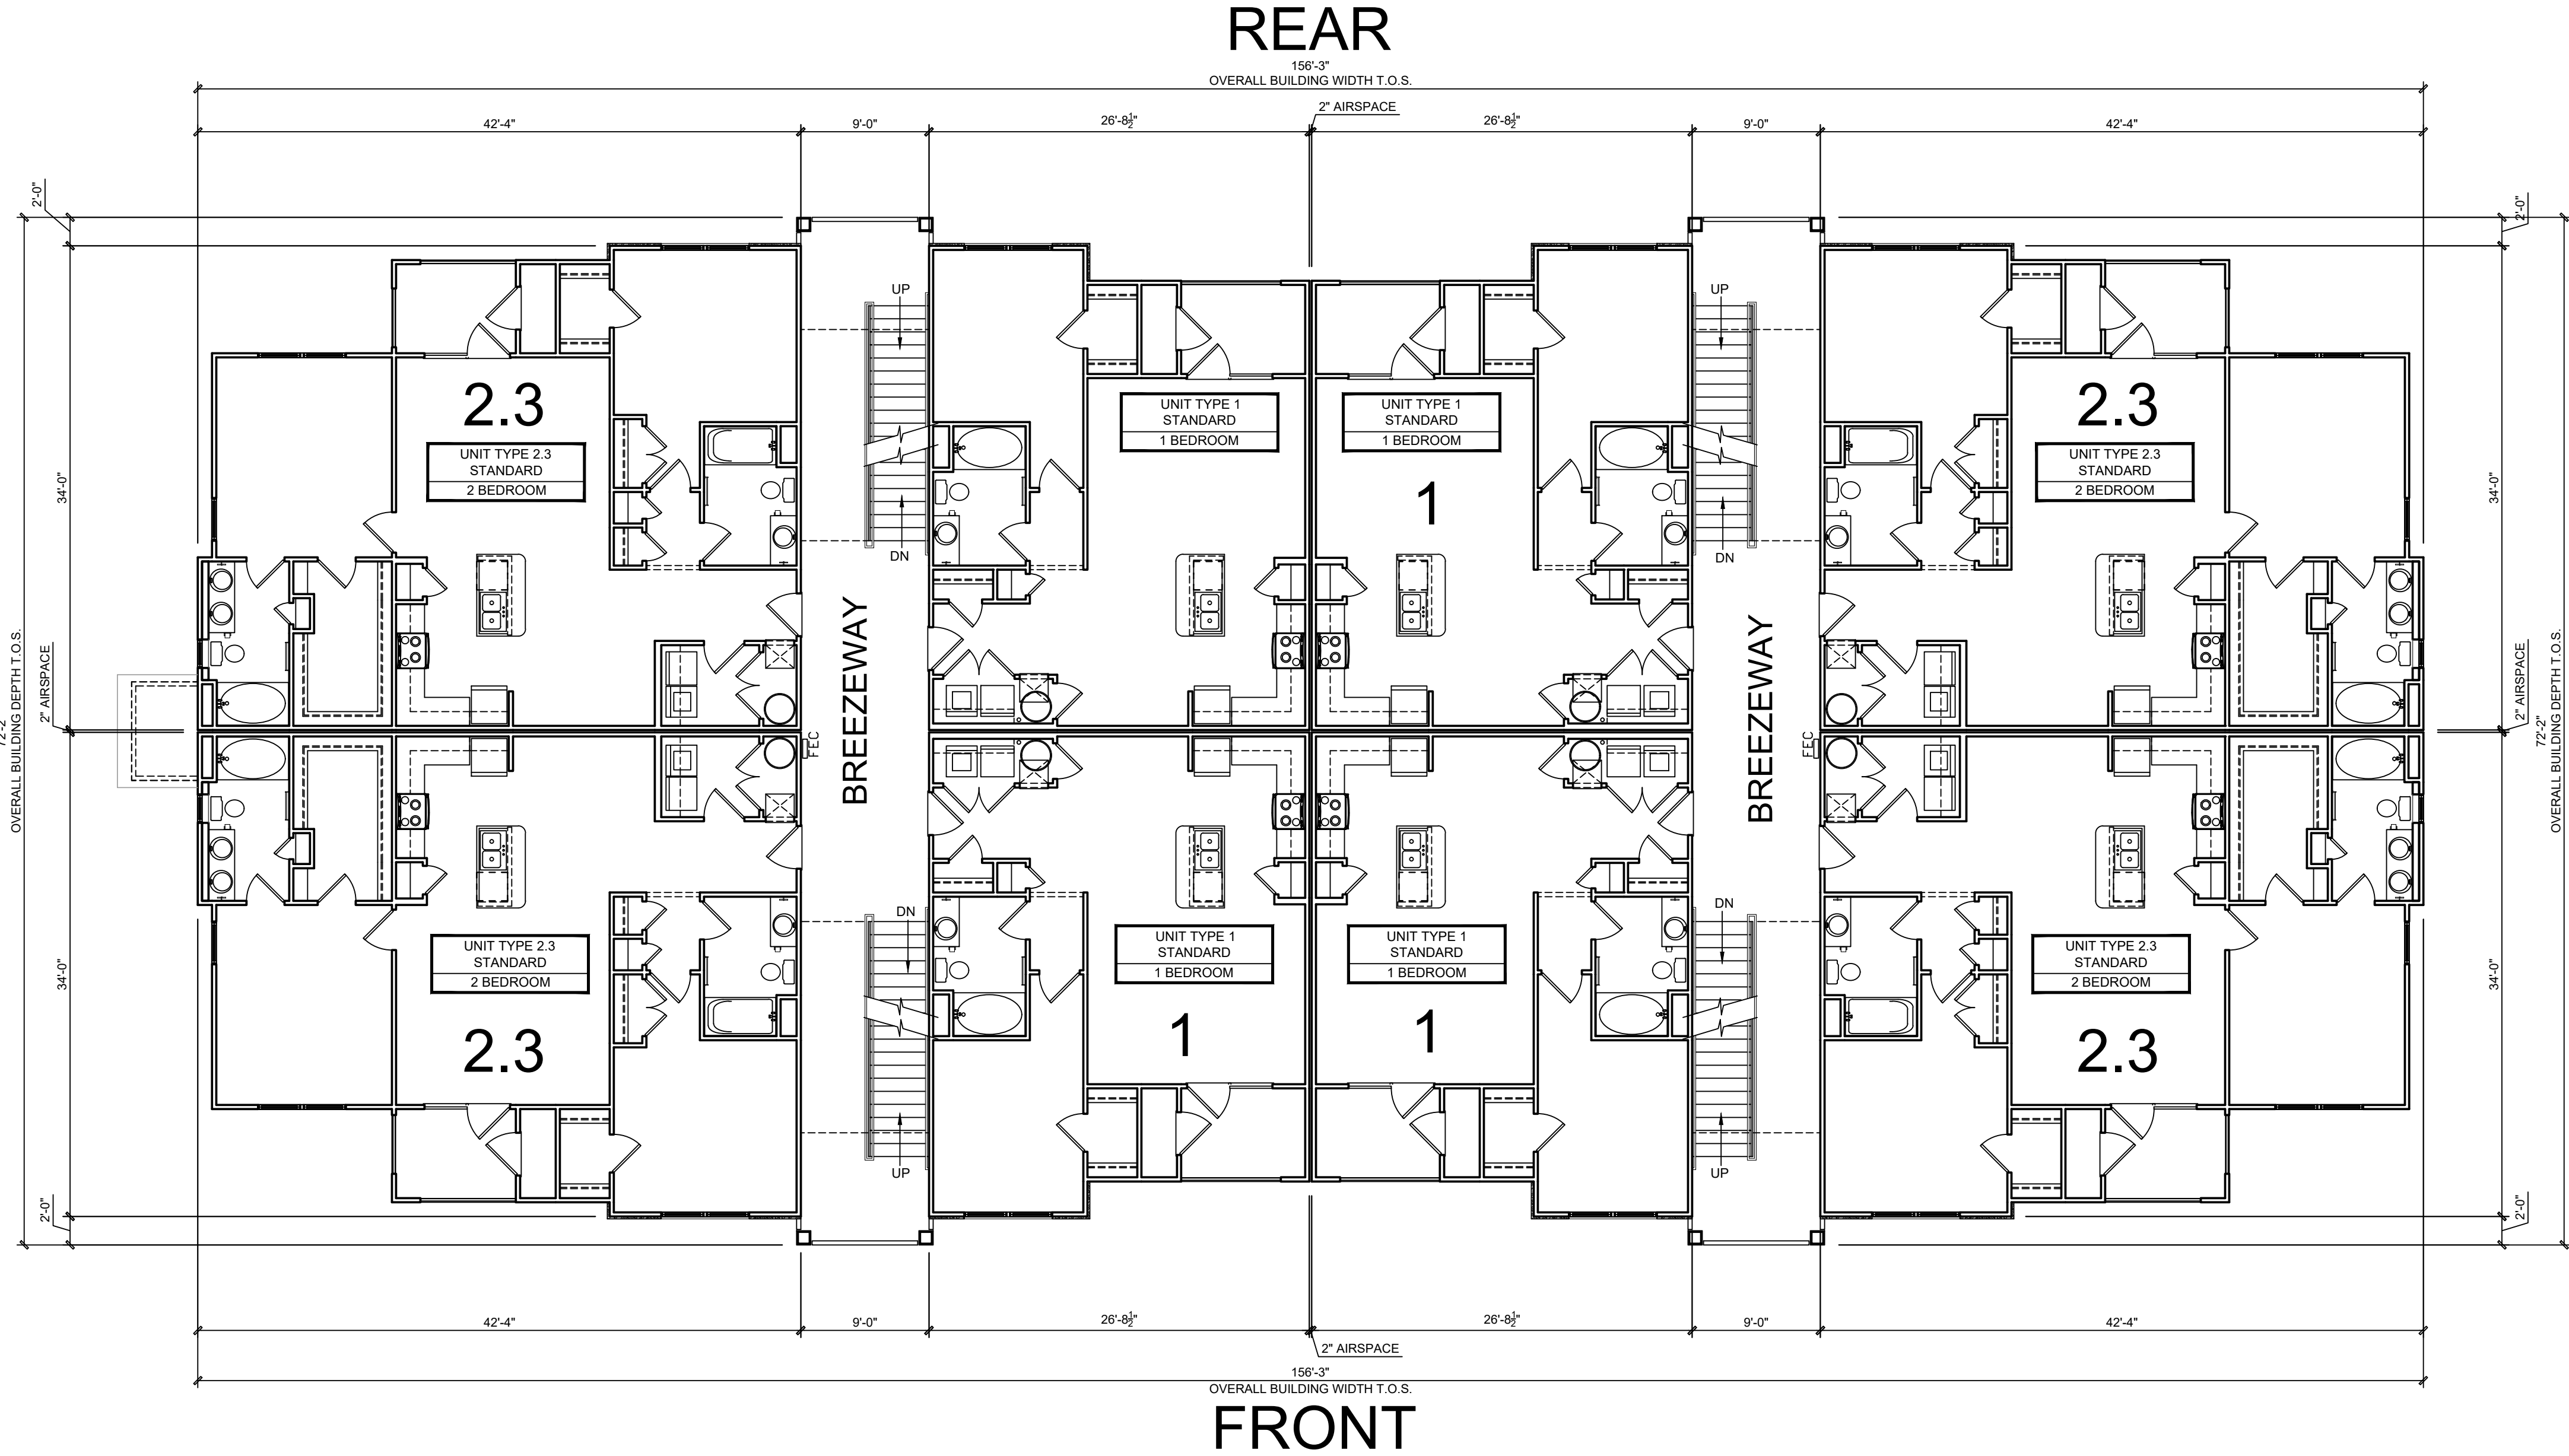 REAR
156'-3"
OVERALL BUILDING WIDTH T.O.S.
2" AIRSPACE
42'-4"
9'-0"
26'-8½"
26'-8½"
9'-0"
42'-4"
2'-0"
2'-0"
UP
UP
2.3
UNIT TYPE 2.3
STANDARD
2 BEDROOM
UNIT TYPE 1
STANDARD
1 BEDROOM
UNIT TYPE 1
STANDARD
1 BEDROOM
1
2.3
UNIT TYPE 2.3
STANDARD
2 BEDROOM
34'-0"
34'-0"
DN
DN
OVERALL BUILDING DEPTH T.O.S.
2" AIRSPACE
BREEZEWAY
FEC
BREEZEWAY
FEC
2" AIRSPACE
72'-2"
OVERALL BUILDING DEPTH T.O.S.
DN
DN
34'-0"
UNIT TYPE 2.3
STANDARD
2 BEDROOM
2.3
UNIT TYPE 1
STANDARD
1 BEDROOM
1
UNIT TYPE 1
STANDARD
1 BEDROOM
1
UNIT TYPE 2.3
STANDARD
2 BEDROOM
2.3
34'-0"
UP
UP
2'-0"
2'-0"
42'-4"
9'-0"
26'-8½"
26'-8½"
9'-0"
42'-4"
2" AIRSPACE
156'-3"
OVERALL BUILDING WIDTH T.O.S.
FRONT